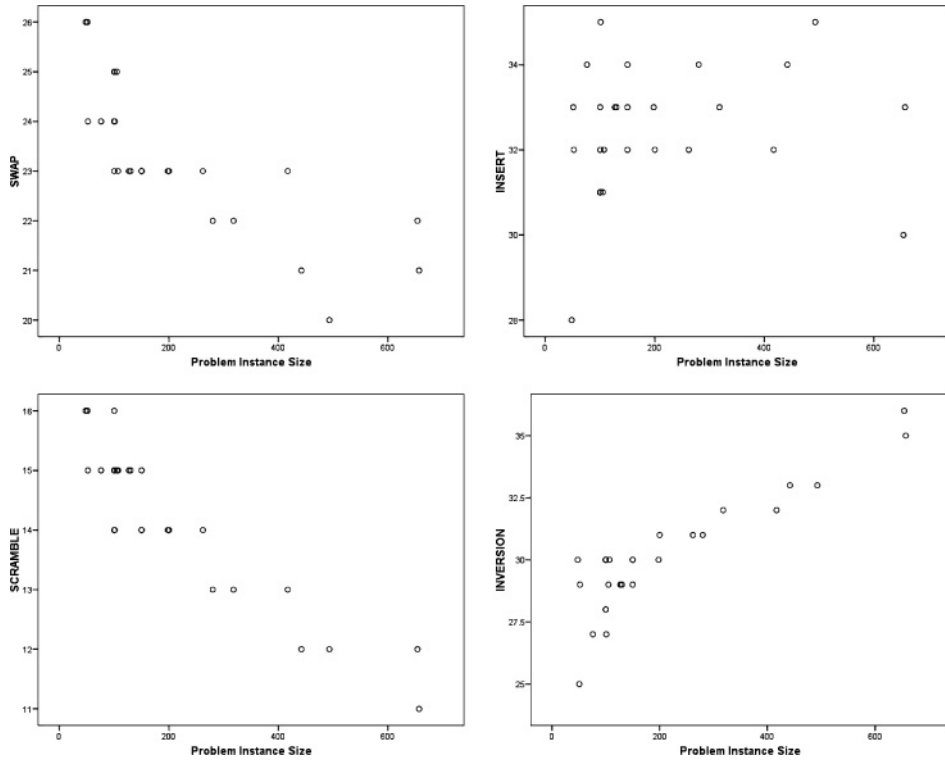 SWAP
26
25
24
23
22
21
20
0 200 400 600
Problem Instance Size
INSERT
34
32
30
28
0 200 400 600
Problem Instance Size
SCRAMBLE
16
15
14
13
12
11
0 200 400 600
Problem Instance Size
INVERSION
35
32.5
30
27.5
25
0 200 400 600
Problem Instance Size